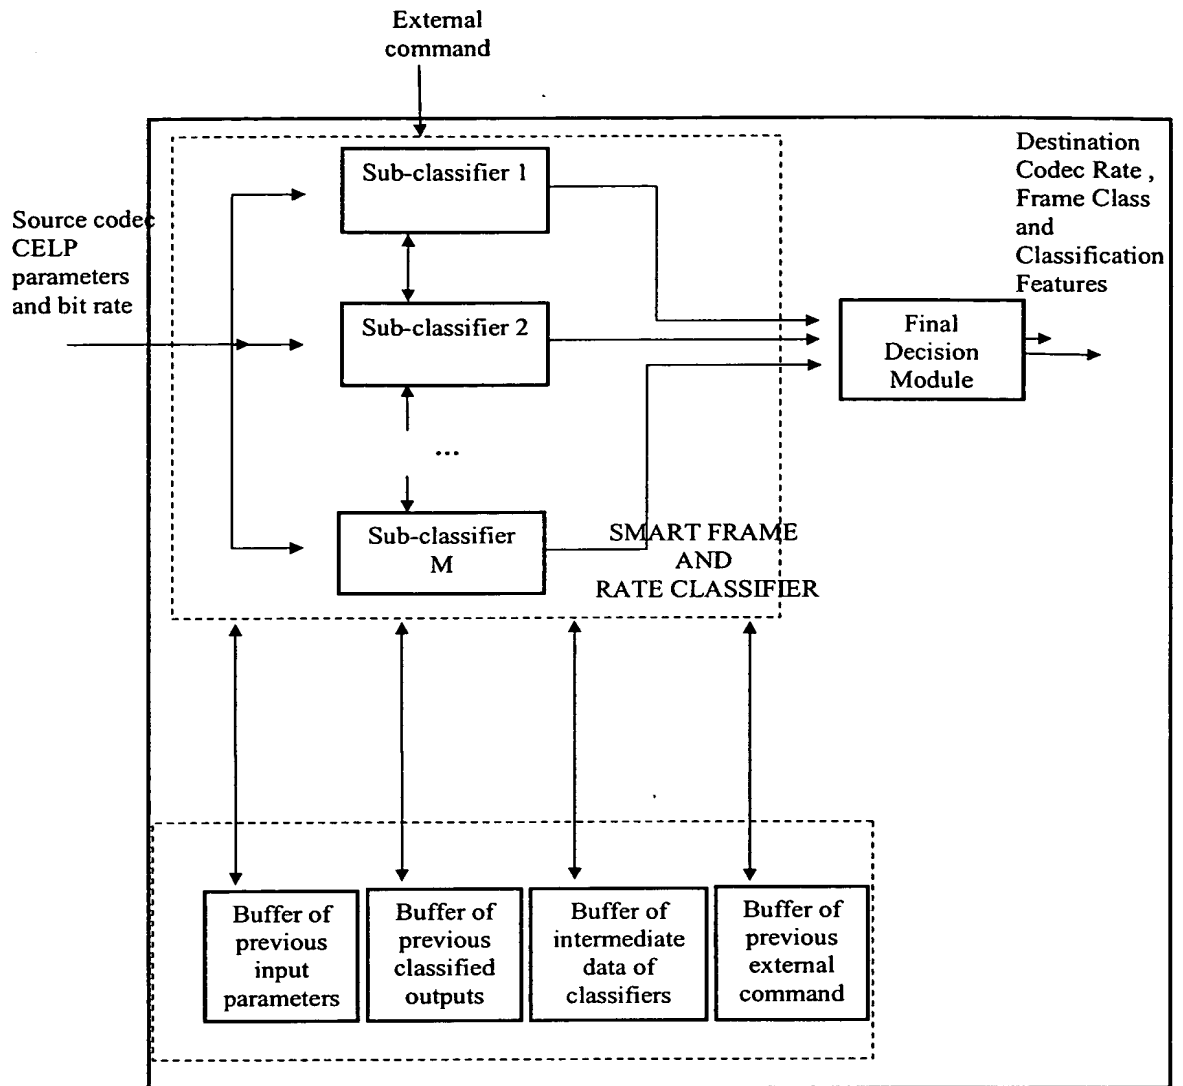 External
command
Sub-classifier 1
Destination
Codec Rate ,
Frame Class
and
Classification
Features
Source codec
CELP
parameters
and bit rate
Sub-classifier 2
Final
Decision
Module
...
Sub-classifier
M
SMART FRAME
AND
RATE CLASSIFIER
Buffer of
previous
input
parameters
Buffer of
previous
classified
outputs
Buffer of
intermediate
data of
classifiers
Buffer of
previous
external
command